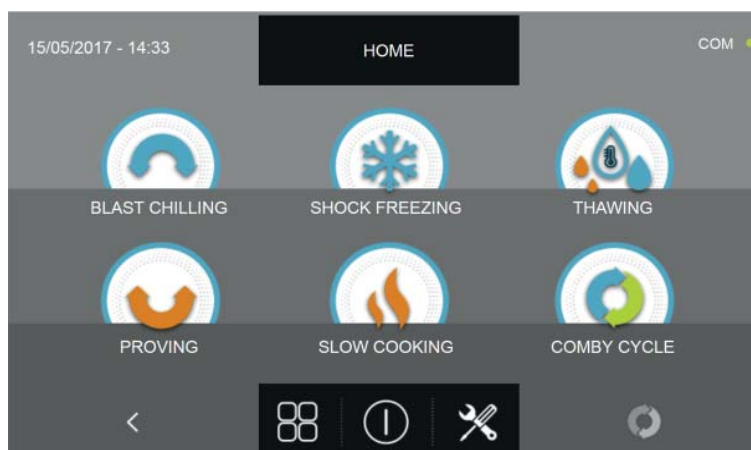 15/05/2017 - 14:33
HOME
COM
BLAST CHILLING
SHOCK FREEZING
THAWING
PROVING
SLOW COOKING
COMBY CYCLE